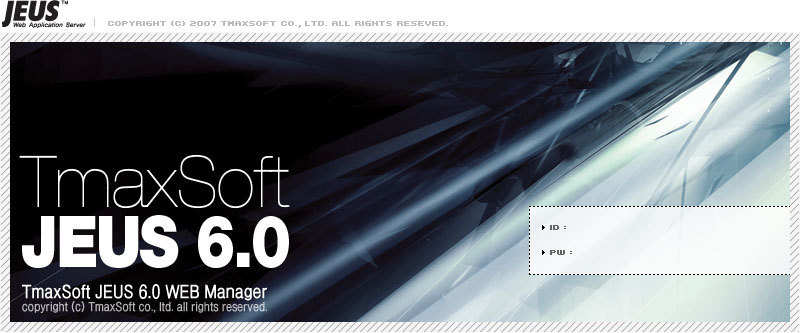 JEUS™
Web Application Server
COPYRIGHT (C) 2007 TMAXSOFT CO., LTD. ALL RIGHTS RESEVED.
TmaxSoft
JEUS 6.0
ID :
PW :
TmaxSoft JEUS 6.0 WEB Manager
copyright (c) TmaxSoft co., ltd. all rights reserved.